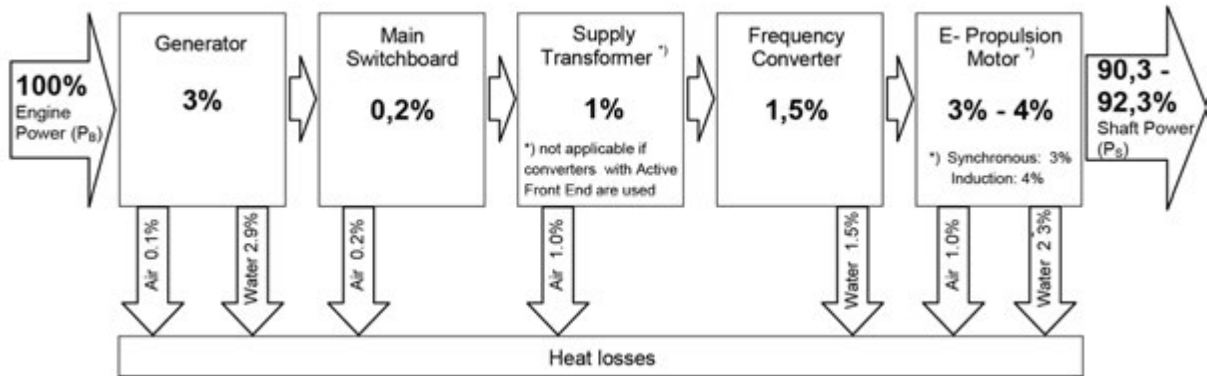 100%
Engine
Power (PB)
Generator
3%
Main
Switchboard
0,2%
Supply
Transformer *)
1%
*) not applicable if
converters with Active
Front End are used
Frequency
Converter
1,5%
E- Propulsion
Motor *)
3% - 4%
*) Synchronous: 3%
Induction: 4%
90,3 -
92,3%
Shaft Power
(PS)
Air 0.1%
Water 2.9%
Air 0.2%
Air 1.0%
Water 1.5%
Air 1.0%
Water 2 3%
Heat losses